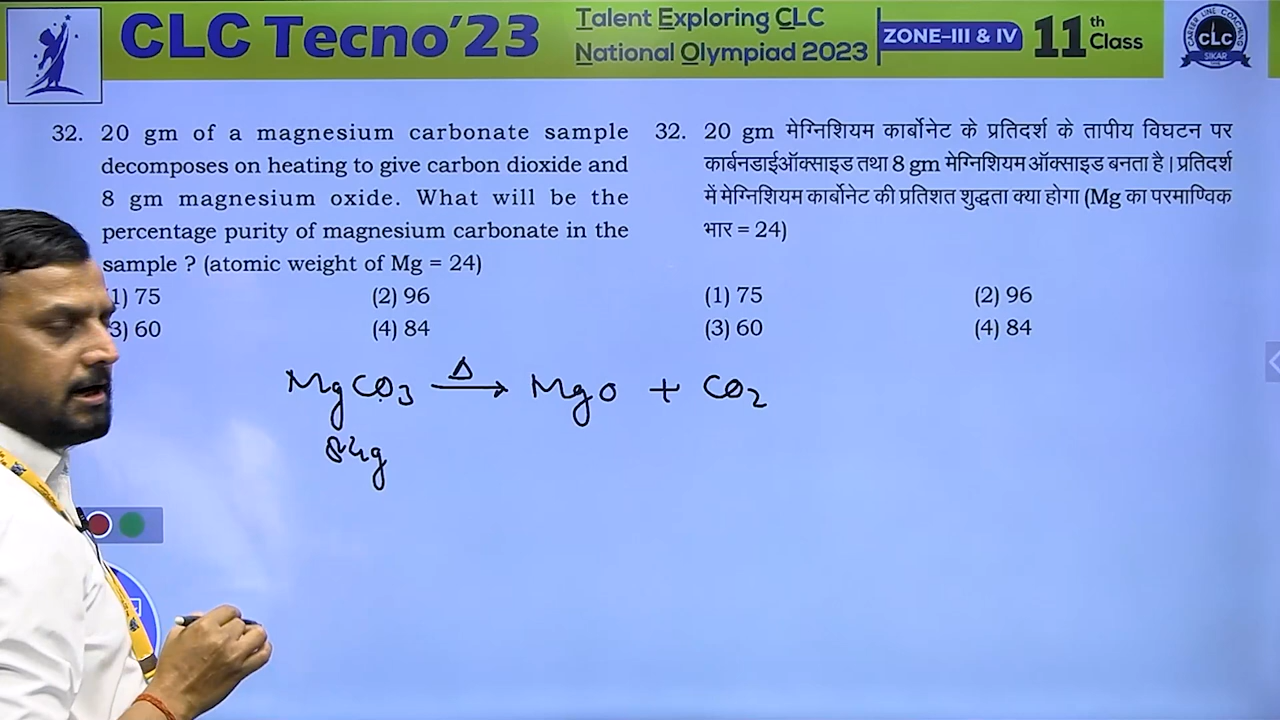 CLC Tecno'23
Talent Exploring CLC
National Olympiad 2023
ZONE–III & IV
11th Class
CAREER LINE COACHING
CLC
SIKAR
32. 20 gm of a magnesium carbonate sample
decomposes on heating to give carbon dioxide and
8 gm magnesium oxide. What will be the
percentage purity of magnesium carbonate in the
sample ? (atomic weight of Mg = 24)
1) 75 (2) 96
3) 60 (4) 84
32. 20 gm मेग्निशियम कार्बोनेट के प्रतिदर्श के तापीय विघटन पर
कार्बनडाईऑक्साइड तथा 8 gm मेग्निशियम ऑक्साइड बनता है। प्रतिदर्श
में मेग्निशियम कार्बोनेट की प्रतिशत शुद्धता क्या होगा (Mg का परमाण्विक
भार = 24)
(1) 75 (2) 96
(3) 60 (4) 84
MgCO3 Δ→ MgO + CO2
84g